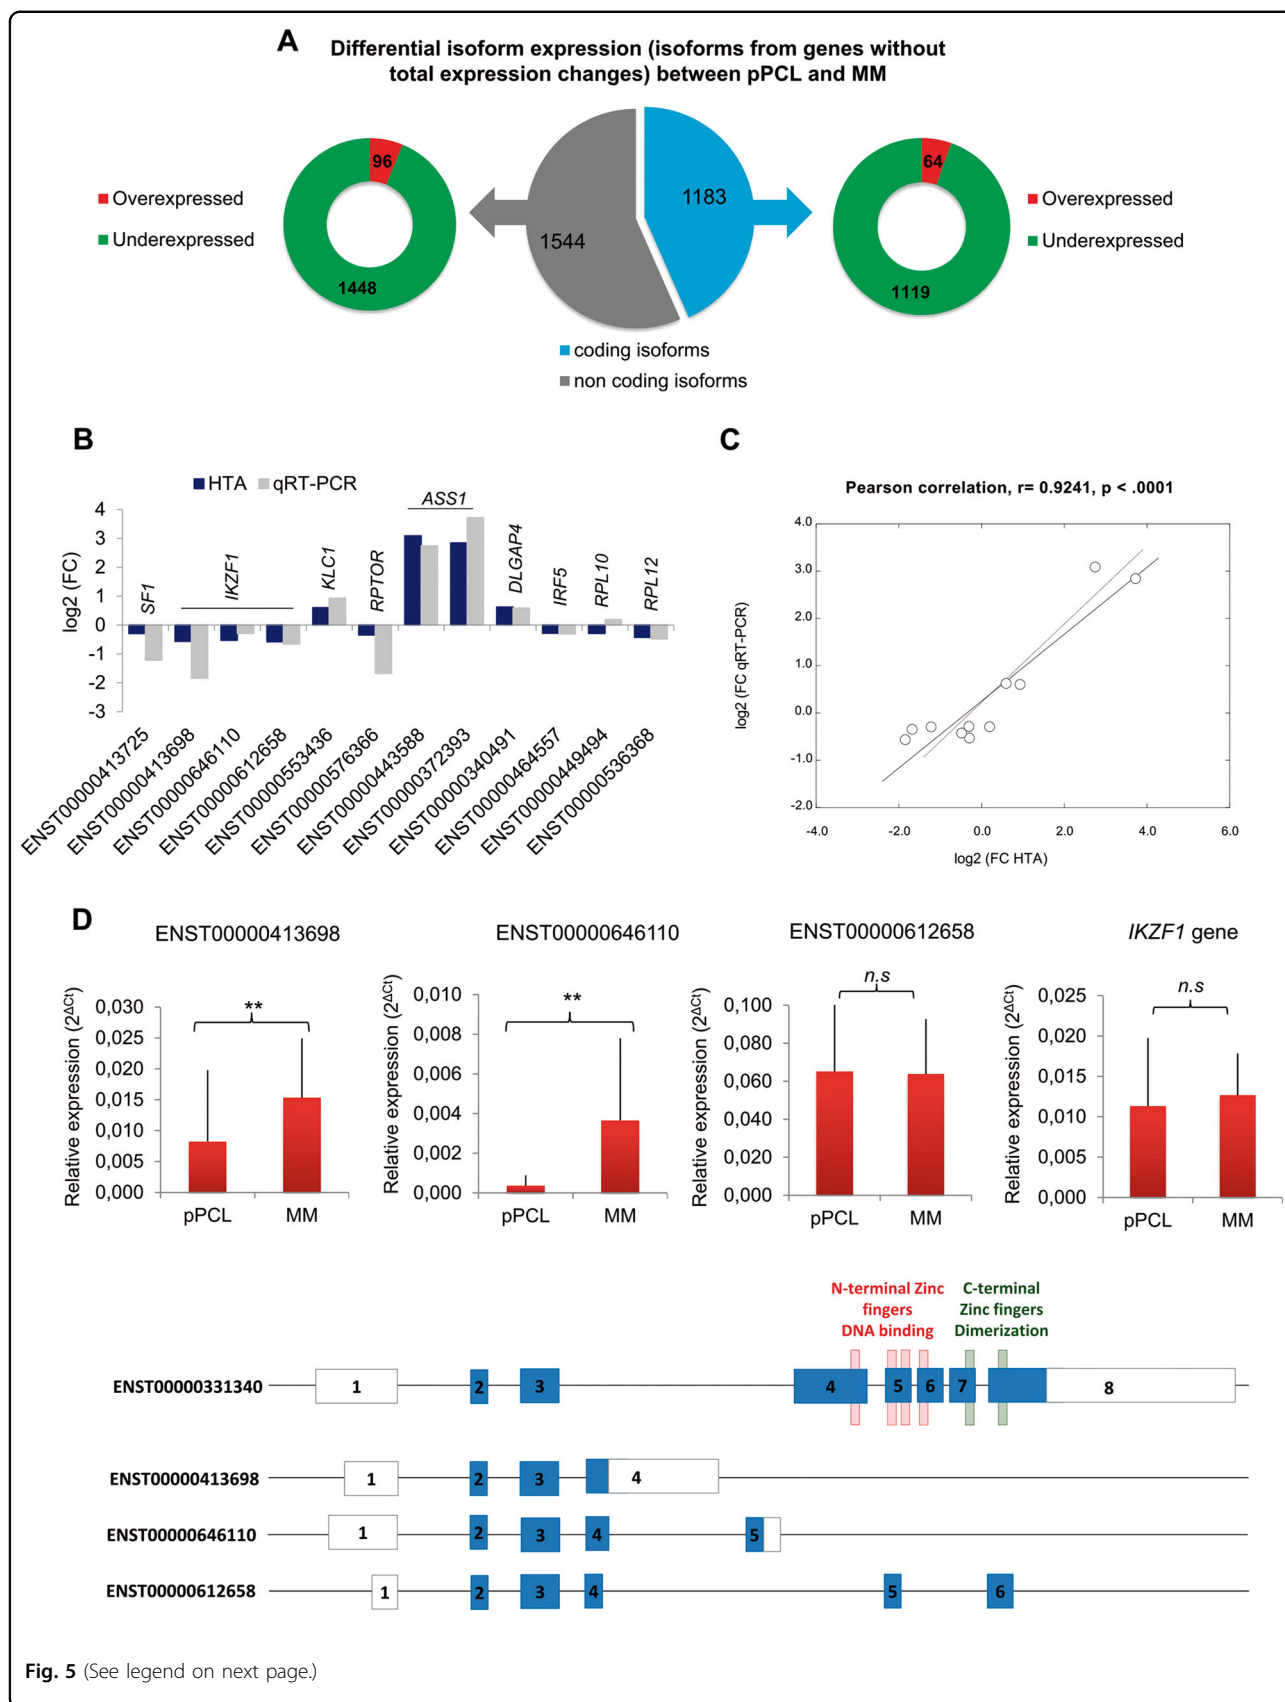 A
Differential isoform expression (isoforms from genes without
total expression changes) between pPCL and MM
96
1448
Overexpressed
Underexpressed
1544
1183
64
1119
Overexpressed
Underexpressed
coding isoforms
non coding isoforms
B
HTA
qRT-PCR
log2 (FC)
4
3
2
1
0
-1
-2
-3
SF1
IKZF1
KLC1
RPTOR
ASS1
DLGAP4
IRF5
RPL10
RPL12
ENST00000413725
ENST00000413698
ENST00000646110
ENST00000612658
ENST00000553436
ENST00000576366
ENST00000443588
ENST00000372393
ENST00000340491
ENST00000464557
ENST00000449494
ENST00000536368
C
Pearson correlation, r= 0.9241, p < .0001
log2 (FC qRT-PCR)
4.0
3.0
2.0
1.0
0.0
-1.0
-2.0
-4.0
-2.0
0.0
2.0
4.0
6.0
log2 (FC HTA)
D
ENST00000413698
Relative expression (2ΔCt)
0,030
0,025
0,020
0,015
0,010
0,005
0,000
**
pPCL
MM
ENST00000646110
Relative expression (2ΔCt)
0,010
0,008
0,006
0,004
0,002
0,000
**
pPCL
MM
ENST00000612658
Relative expression (2ΔCt)
0,100
0,080
0,060
0,040
0,020
0,000
n.s
pPCL
MM
IKZF1 gene
Relative expression (2ΔCt)
0,025
0,020
0,015
0,010
0,005
0,000
n.s
pPCL
MM
N-terminal Zinc
fingers
DNA binding
C-terminal
Zinc fingers
Dimerization
ENST00000331340
1
2
3
4
5
6
7
8
ENST00000413698
1
2
3
4
ENST00000646110
1
2
3
4
5
ENST00000612658
1
2
3
4
5
6
Fig. 5 (See legend on next page.)